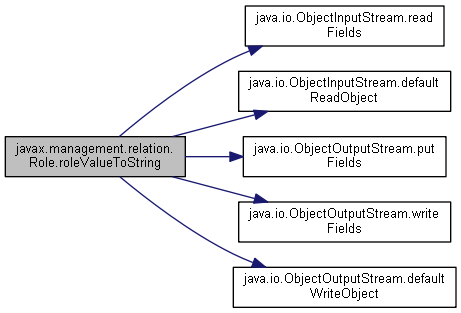 java.io.ObjectInputStream.read
Fields
java.io.ObjectInputStream.default
ReadObject
javax.management.relation.
Role.roleValueToString
java.io.ObjectOutputStream.put
Fields
java.io.ObjectOutputStream.write
Fields
java.io.ObjectOutputStream.default
WriteObject